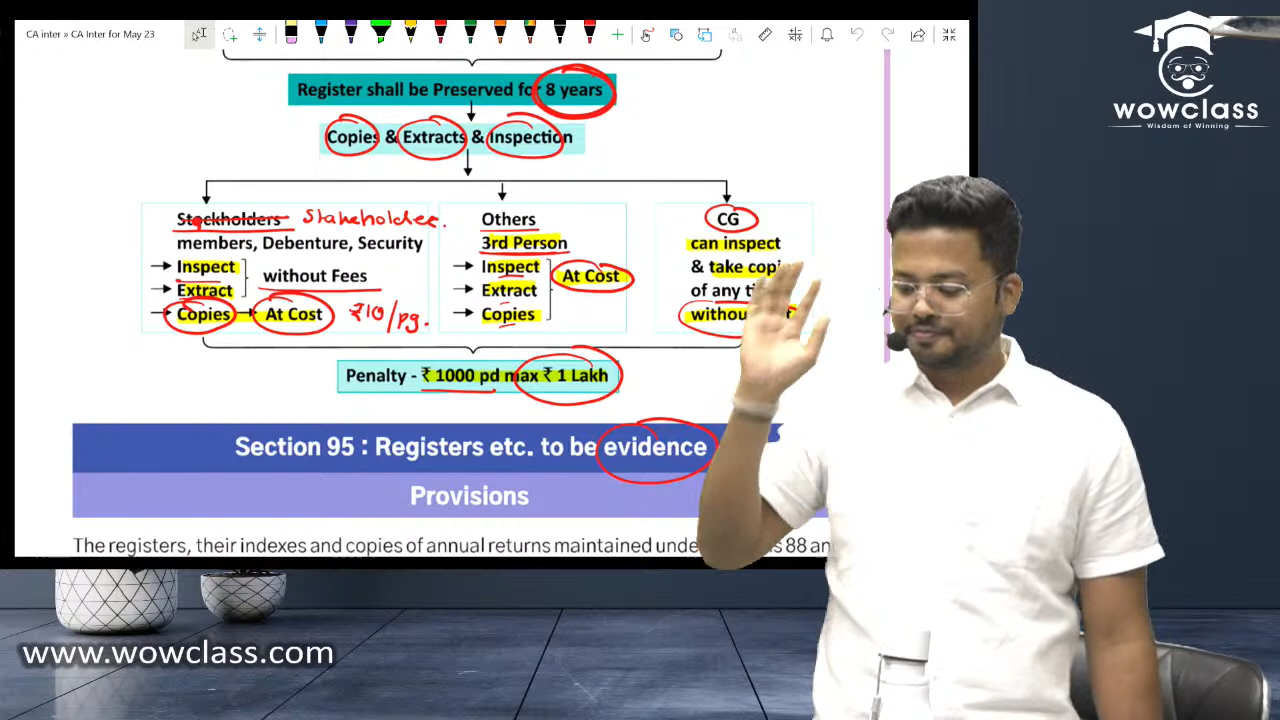 CA inter » CA Inter for May 23
wowclass
Wisdom of Winning
Register shall be Preserved for 8 years
Copies & Extracts & Inspection
Stockholders Stakeholder.
members, Debenture, Security
Inspect
Extract
without Fees
Copies → At Cost ₹10/pg.
Others
3rd Person
Inspect
Extract
Copies
At Cost
CG
can inspect
& take
of any
Penalty - ₹ 1000 pd max ₹ 1 Lakh
Section 95 : Registers etc. to be evidence
Provisions
The registers, their indexes and copies of annual returns maintained 88
www.wowclass.com